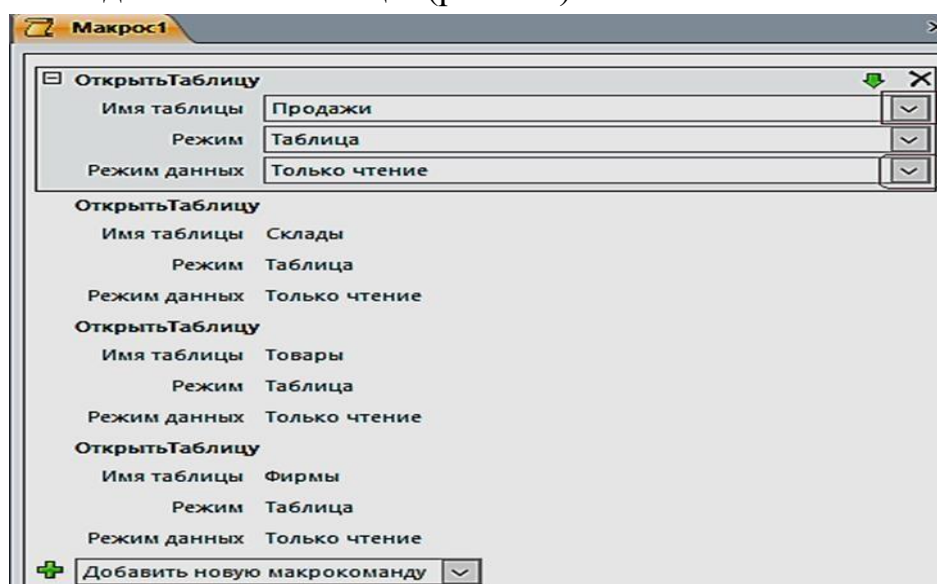 Макрос1
ОткрытьТаблицу
Имя таблицы Продажи
Режим Таблица
Режим данных Только чтение
ОткрытьТаблицу
Имя таблицы Склады
Режим Таблица
Режим данных Только чтение
ОткрытьТаблицу
Имя таблицы Товары
Режим Таблица
Режим данных Только чтение
ОткрытьТаблицу
Имя таблицы Фирмы
Режим Таблица
Режим данных Только чтение
Добавить новую макрокоманду